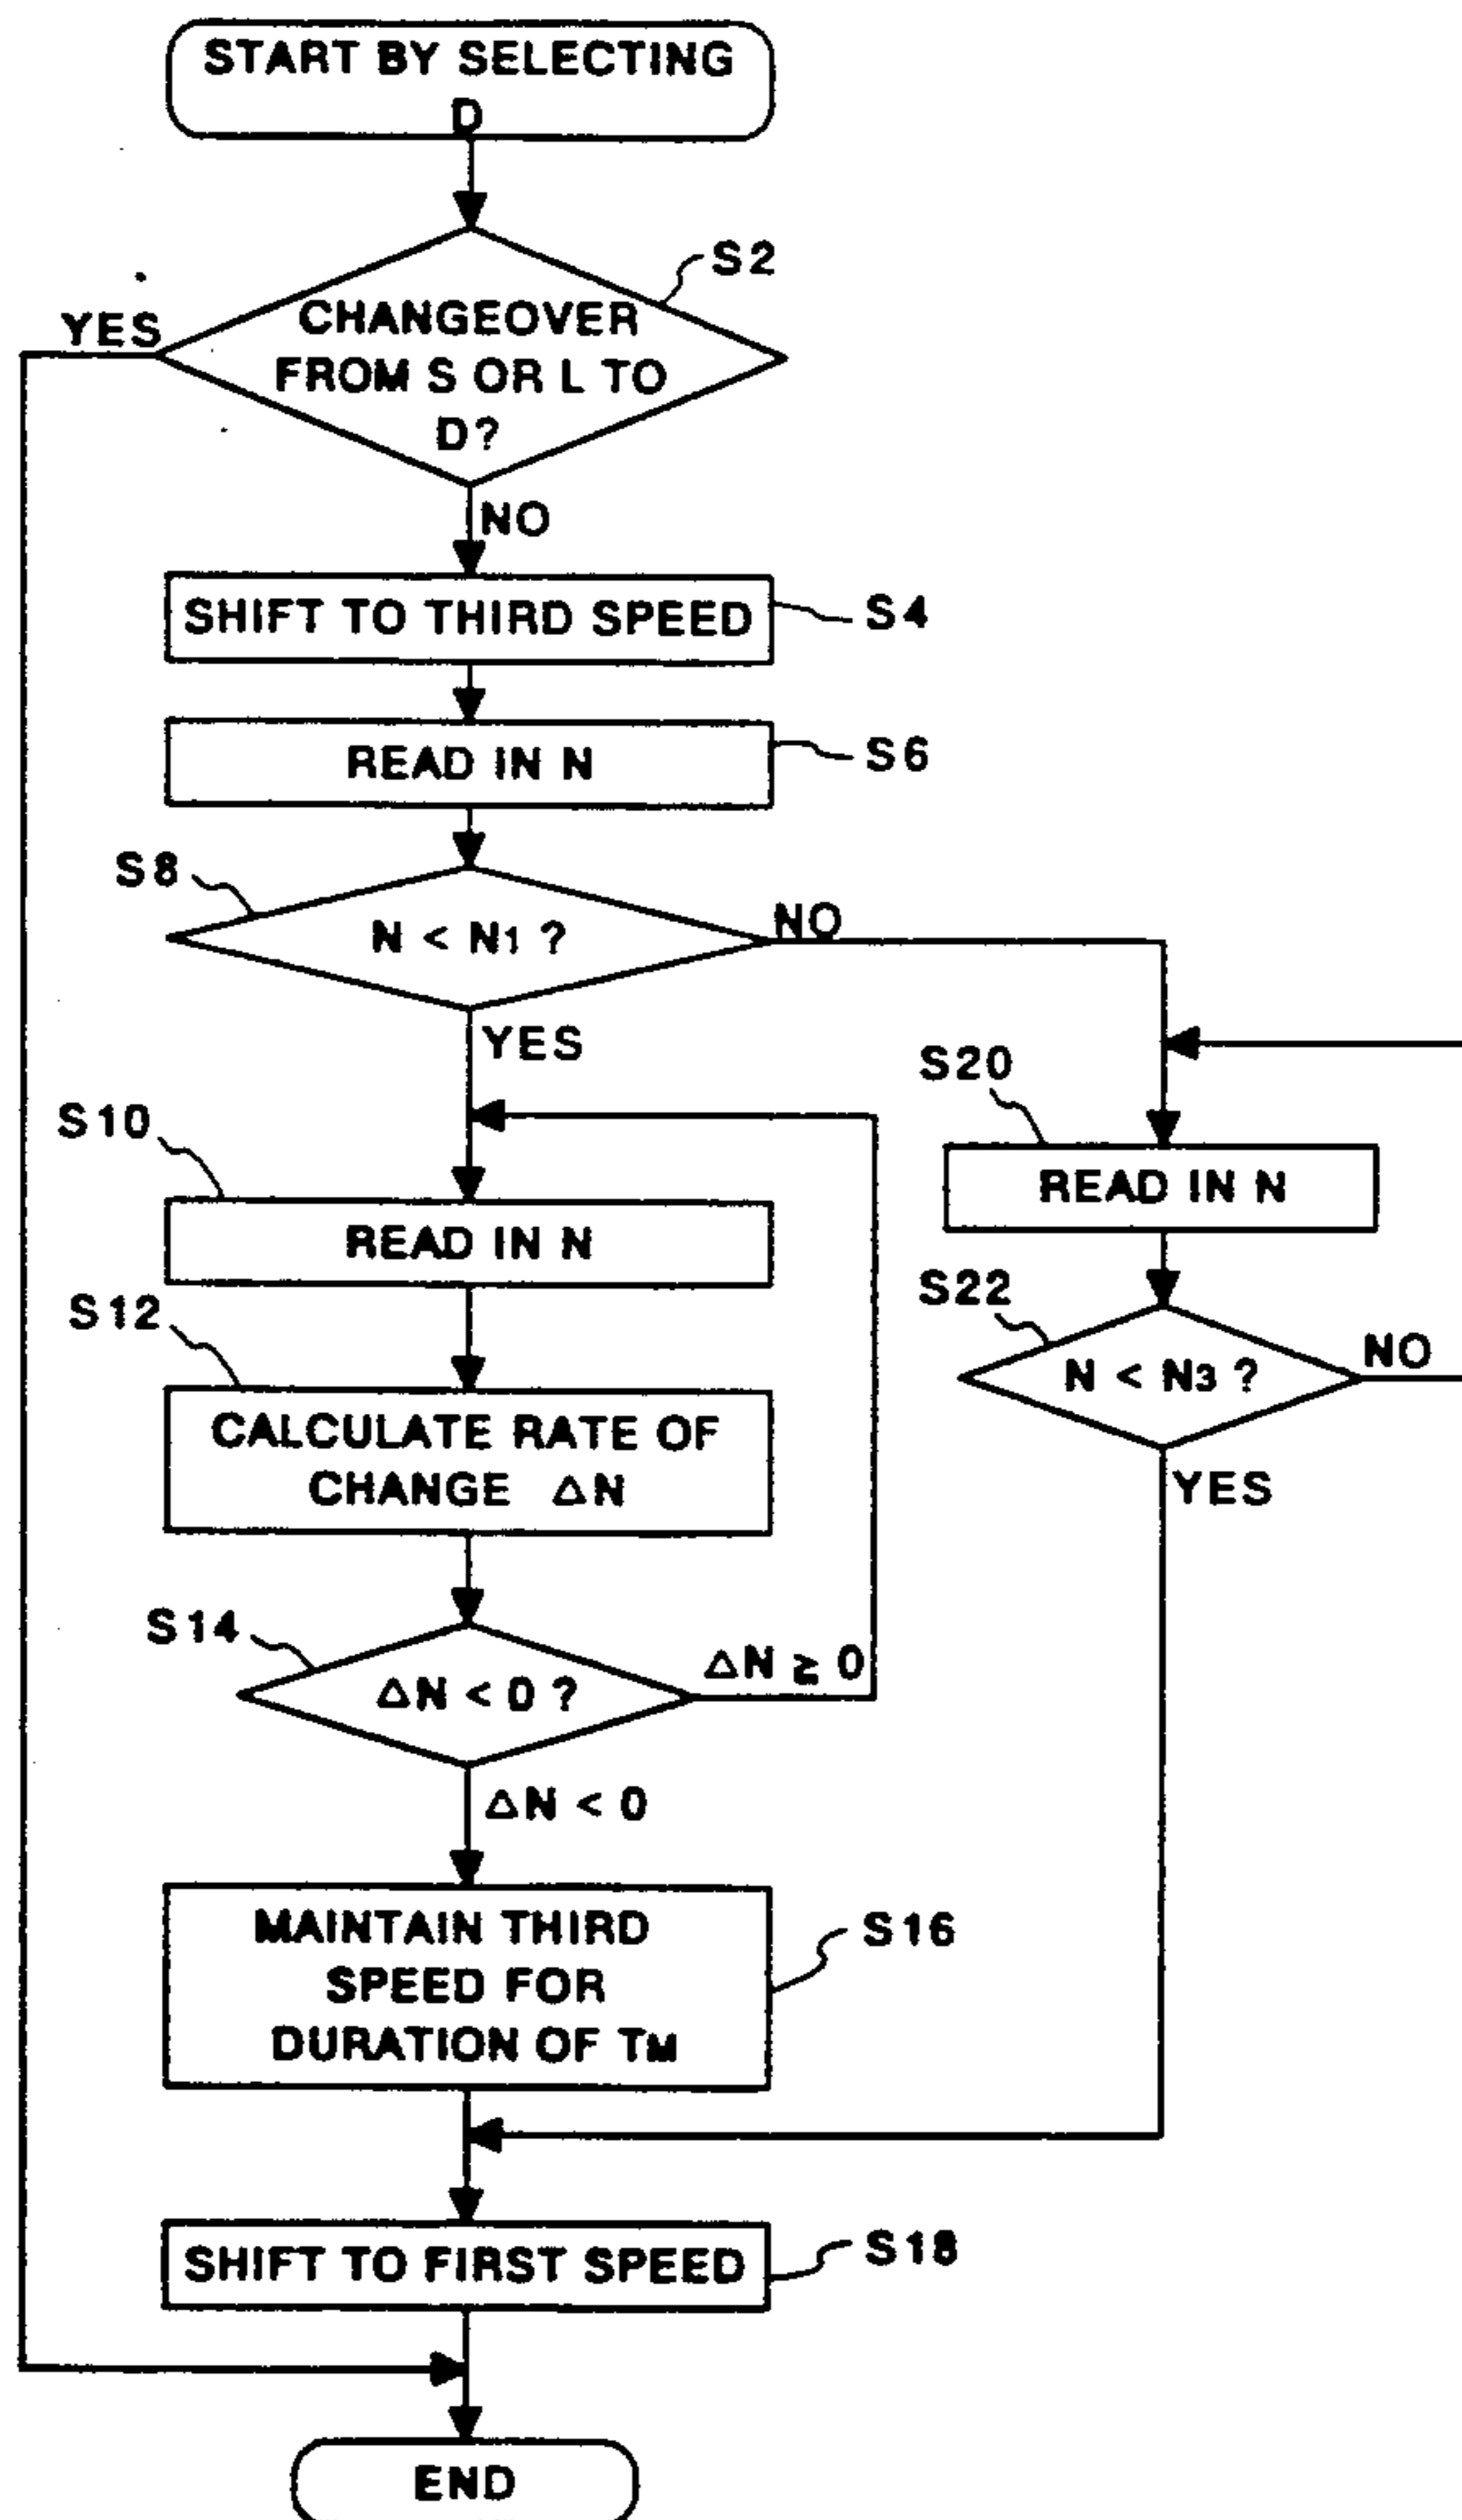 START BY SELECTING
D
S2
CHANGEOVER
FROM S OR L TO
D?
YES
NO
SHIFT TO THIRD SPEED
S4
READ IN N
S6
S8
N < N1 ?
NO
YES
S20
S10
READ IN N
READ IN N
S22
S12
N < N3 ?
NO
CALCULATE RATE OF
CHANGE ΔN
YES
S14
ΔN < 0 ?
ΔN ≥ 0
ΔN < 0
MAINTAIN THIRD
SPEED FOR
DURATION OF TM
S16
SHIFT TO FIRST SPEED
S18
END